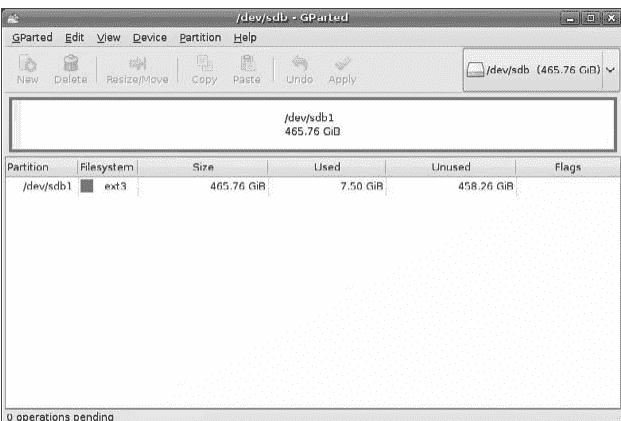 /dev/sdb - GParted
GParted Edit View Device Partition Help
New Delete Resize/Move Copy Paste Undo Apply
/dev/sdb (465.76 GiB)
/dev/sdb1
465.76 GiB
Partition Filesystem Size Used Unused Flags
/dev/sdb1 ext3 465.76 GiB 7.50 GiB 458.26 GiB
0 operations pending